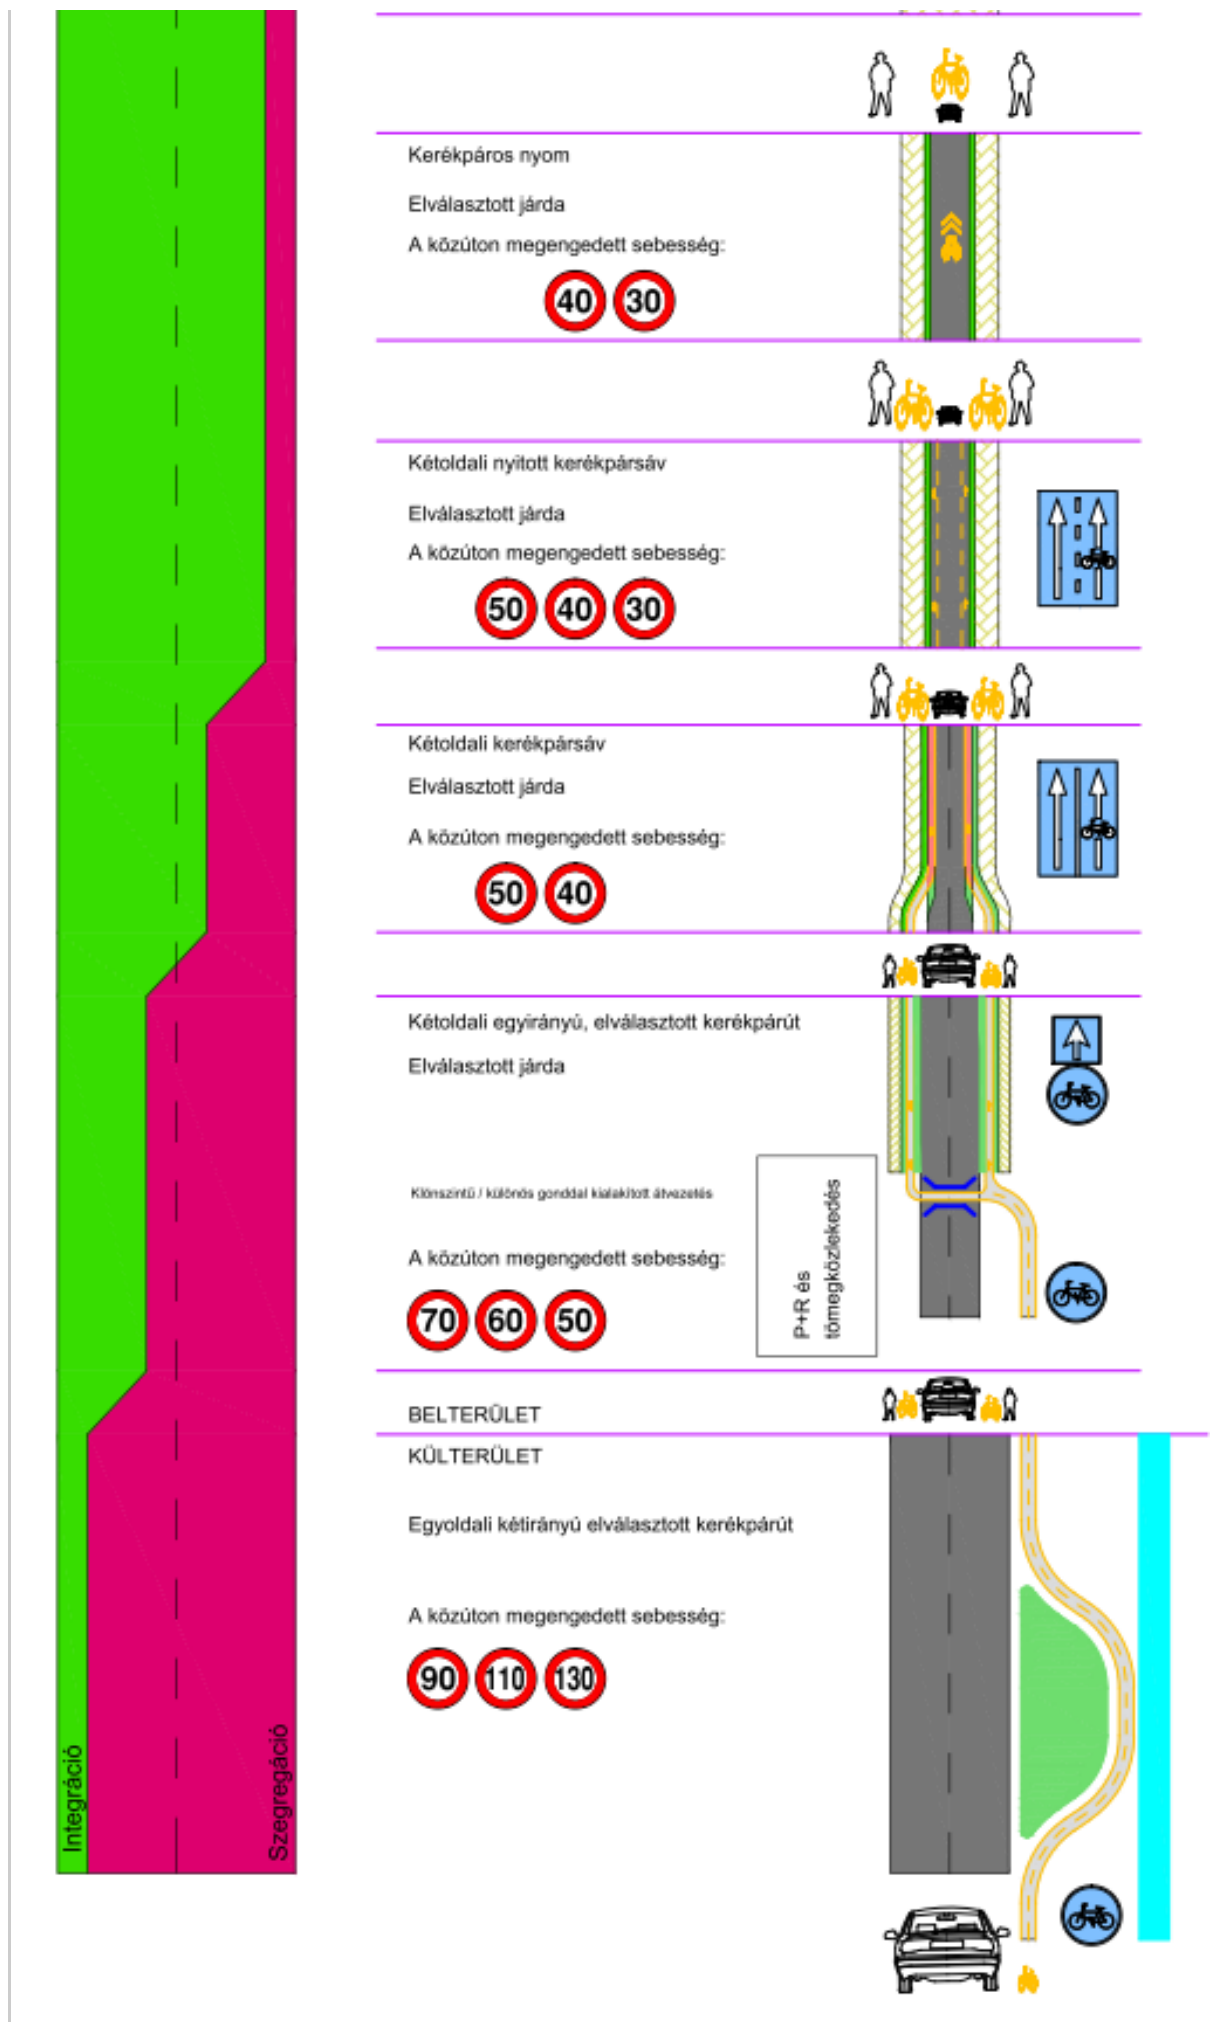 Kerékpáros nyom
Elválasztott járda
A közúton megengedett sebesség:
40 30
Kétoldali nyitott kerékpársáv
Elválasztott járda
A közúton megengedett sebesség:
50 40 30
Kétoldali kerékpársáv
Elválasztott járda
A közúton megengedett sebesség:
50 40
Kétoldali egyirányú, elválasztott kerékpárút
Elválasztott járda
Klönszintű / különös gonddal kialakított átvezetés
A közúton megengedett sebesség:
70 60 50
P+R és
tömegközlekedés
BELTERÜLET
KÜLTERÜLET
Egyoldali kétirányú elválasztott kerékpárút
A közúton megengedett sebesség:
90 110 130
Integráció
Szegregáció